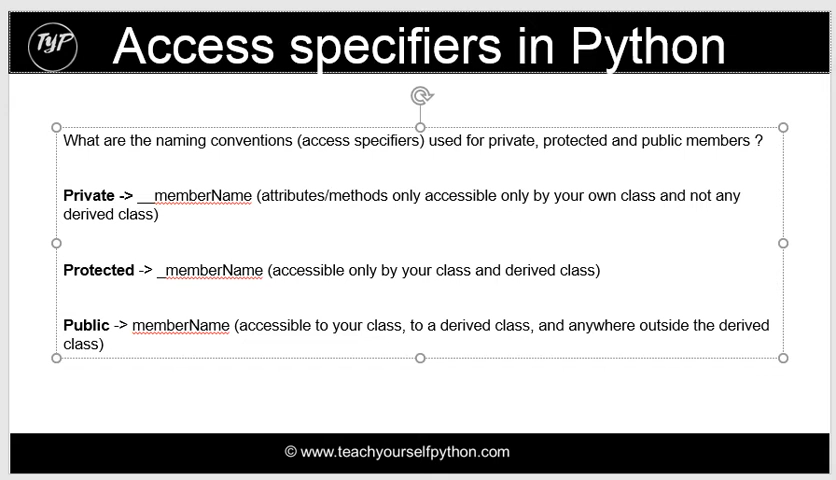 TYP
Access specifiers in Python
What are the naming conventions (access specifiers) used for private, protected and public members ?
Private -> __memberName (attributes/methods only accessible only by your own class and not any
derived class)
Protected -> _memberName (accessible only by your class and derived class)
Public -> memberName (accessible to your class, to a derived class, and anywhere outside the derived
class)
© www.teachyourselfpython.com